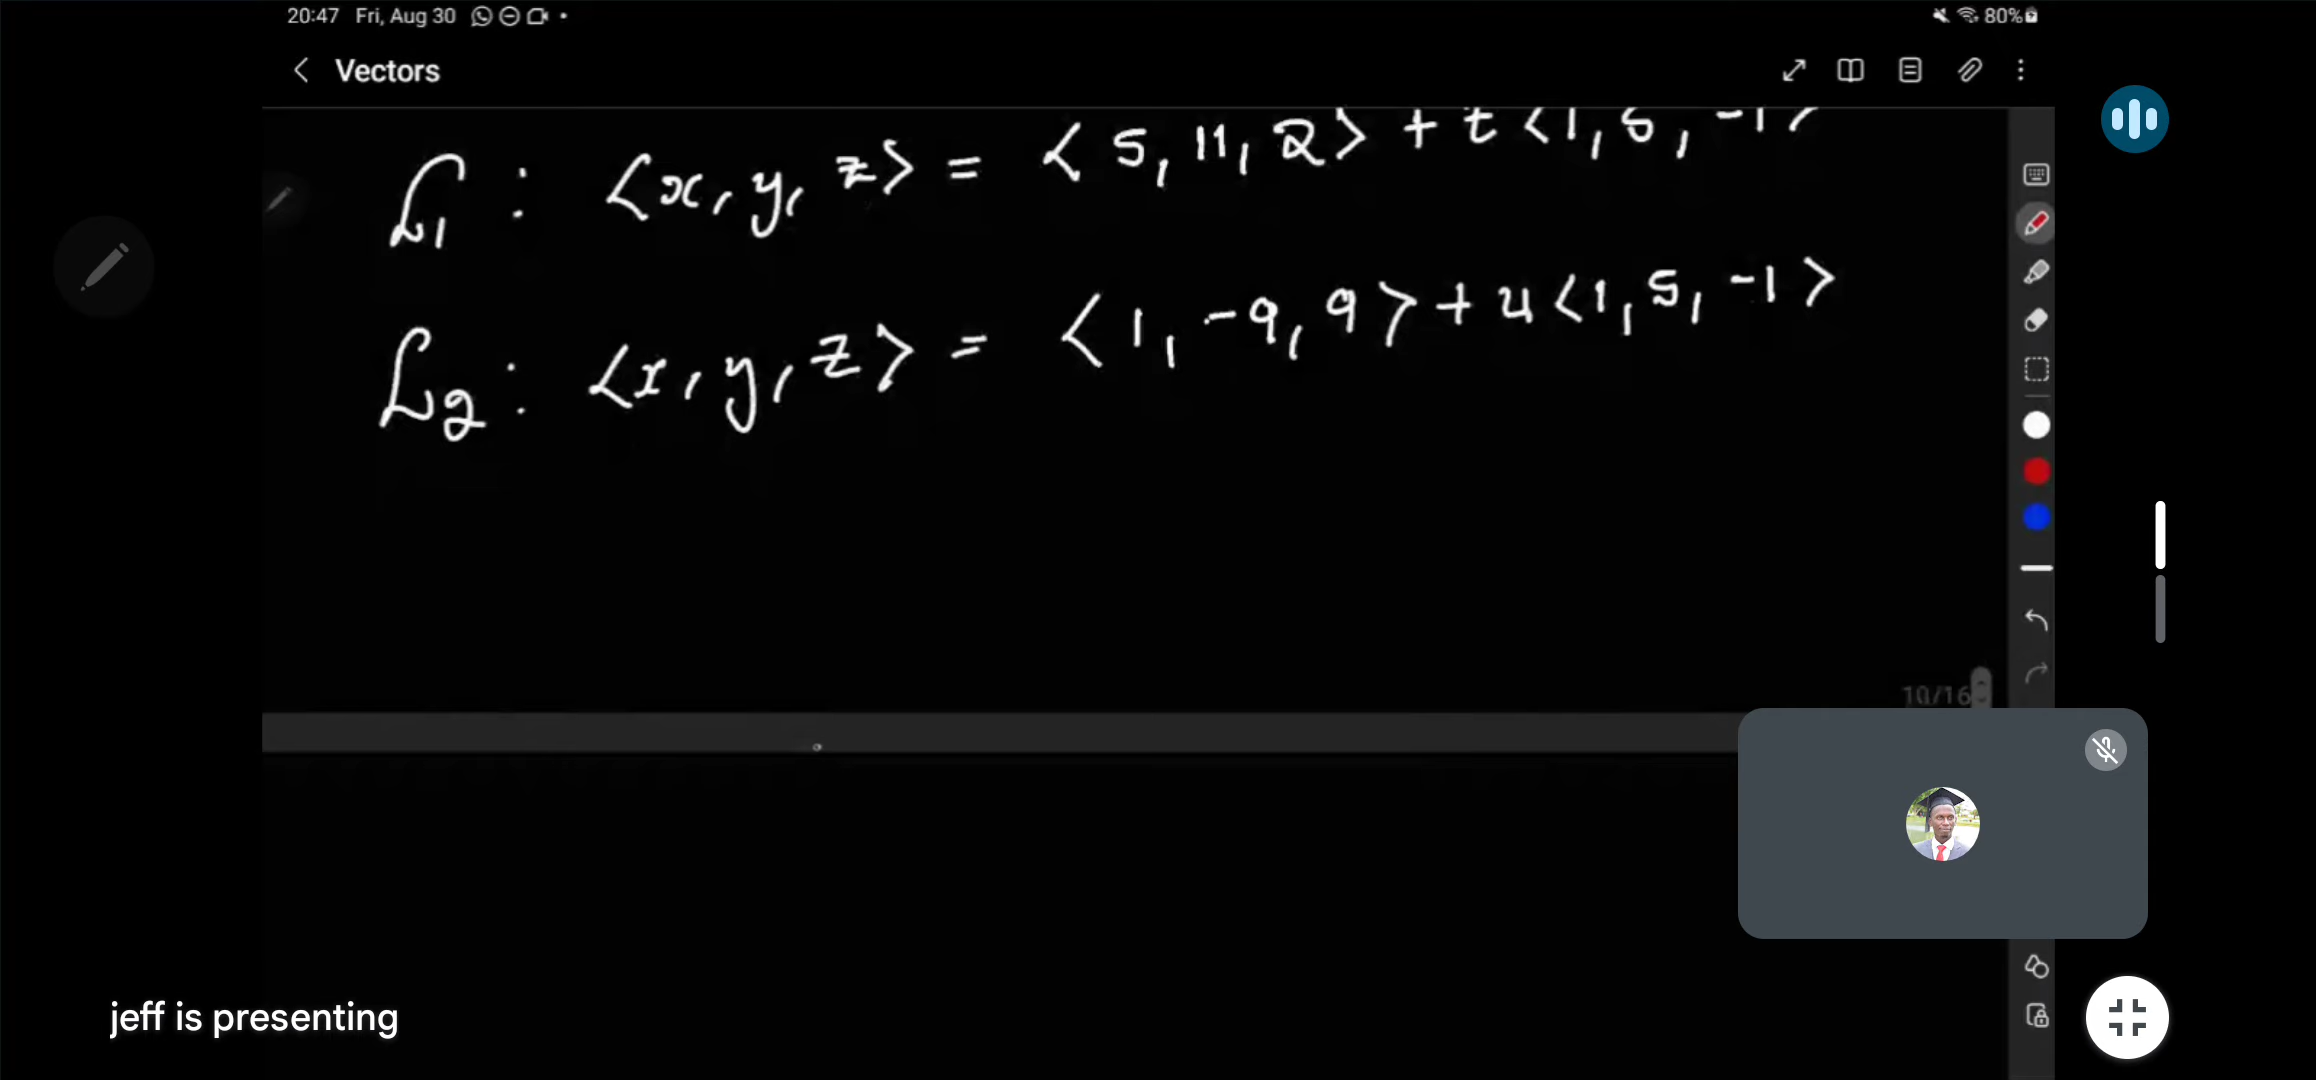 20:47 Fri, Aug 30
80%
Vectors
L1 : <x, y, z> = < 5, 11, 2> + t <1, 5, -1>
L2 : <x, y, z> = < 1, -9, 9> + u <1, 5, -1>
10/16
jeff is presenting